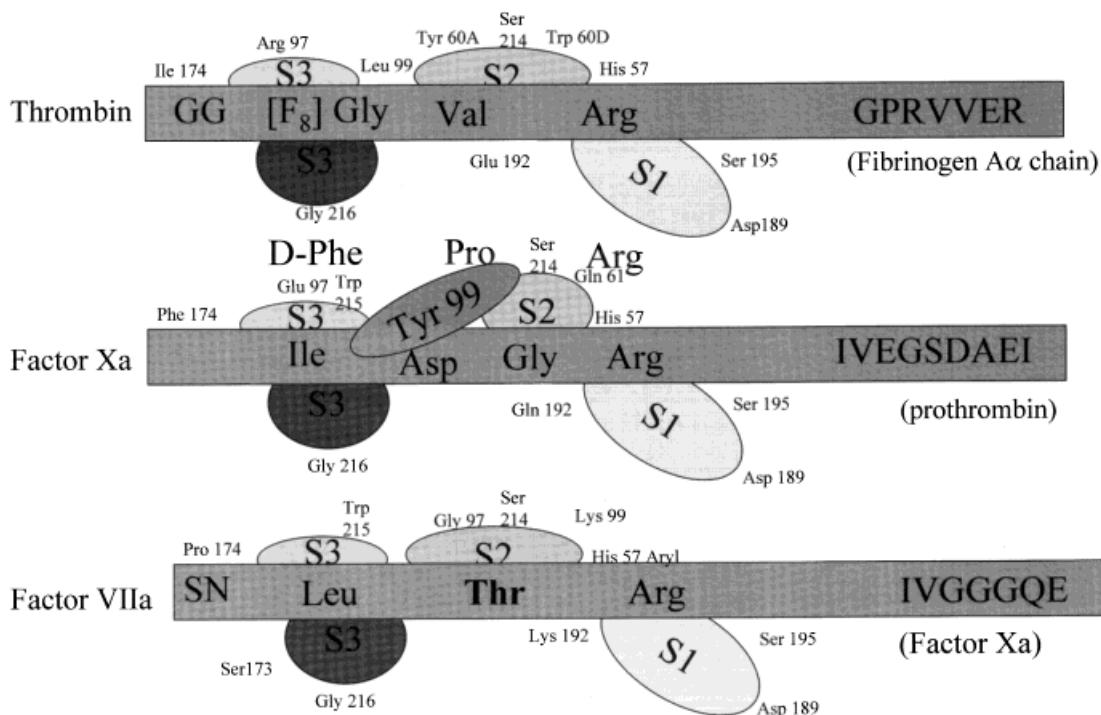 Ser
Tyr 60A 214 Trp 60D
Arg 97
Ile 174 S3 Leu 99 S2 His 57
Thrombin GG [F₈] Gly Val Arg GPRVVER
S3 Glu 192 S1 Ser 195 (Fibrinogen Aα chain)
Gly 216 Asp189
D-Phe Pro Ser Arg
214
Glu 97 Trp Gln 61
215
Phe 174 S3 Tyr 99 S2 His 57
Factor Xa Ile Asp Gly Arg IVEGSDAEI
S3 Gln 192 S1 Ser 195 (prothrombin)
Gly 216 Asp 189
Trp Ser
215 Gly 97 214 Lys 99
Pro 174 S3 S2 His 57 Aryl
Factor VIIa SN Leu Thr Arg IVGGGQE
S3 Lys 192 S1 Ser 195 (Factor Xa)
Ser173
Gly 216 Asp 189